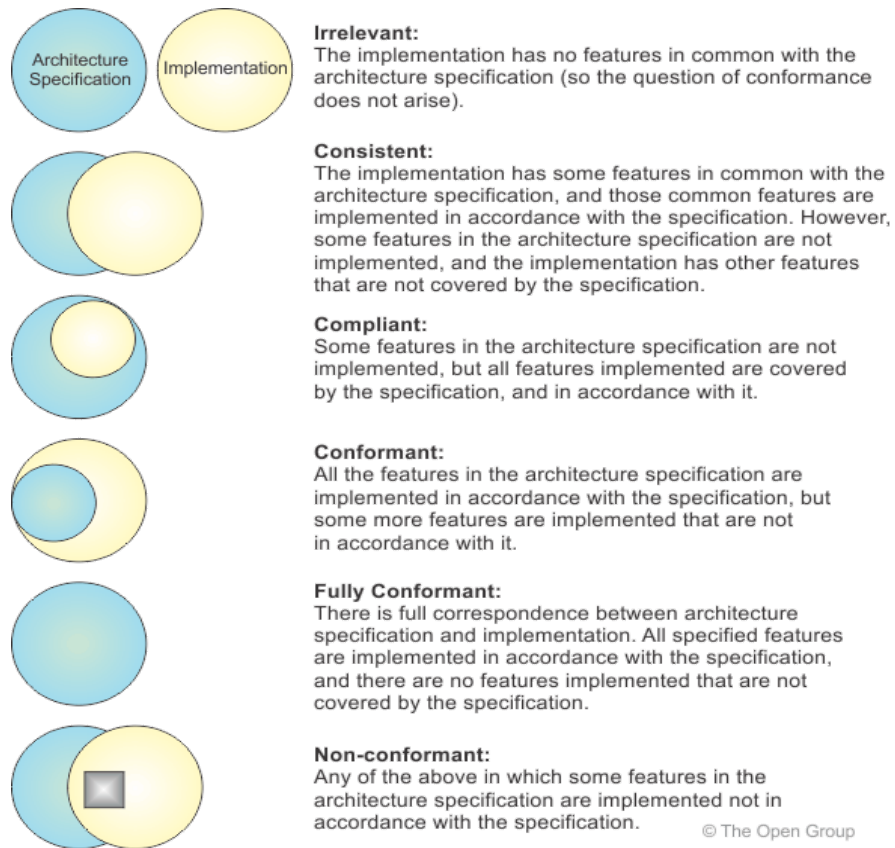 Architecture
Specification
Implementation
Irrelevant:
The implementation has no features in common with the
architecture specification (so the question of conformance
does not arise).
Consistent:
The implementation has some features in common with the
architecture specification, and those common features are
implemented in accordance with the specification. However,
some features in the architecture specification are not
implemented, and the implementation has other features
that are not covered by the specification.
Compliant:
Some features in the architecture specification are not
implemented, but all features implemented are covered
by the specification, and in accordance with it.
Conformant:
All the features in the architecture specification are
implemented in accordance with the specification, but
some more features are implemented that are not
in accordance with it.
Fully Conformant:
There is full correspondence between architecture
specification and implementation. All specified features
are implemented in accordance with the specification,
and there are no features implemented that are not
covered by the specification.
Non-conformant:
Any of the above in which some features in the
architecture specification are implemented not in
accordance with the specification.
© The Open Group